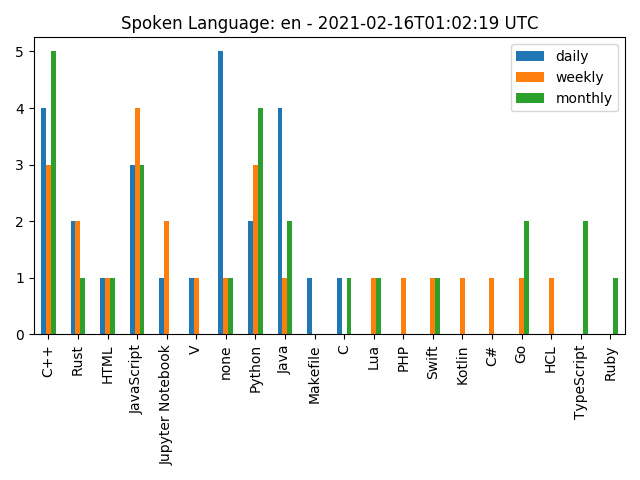 Spoken Language: en - 2021-02-16T01:02:19 UTC
5
4
3
2
1
0
daily
weekly
monthly
C++
Rust
HTML
JavaScript
Jupyter Notebook
V
none
Python
Java
Makefile
C
Lua
PHP
Swift
Kotlin
C#
Go
HCL
TypeScript
Ruby